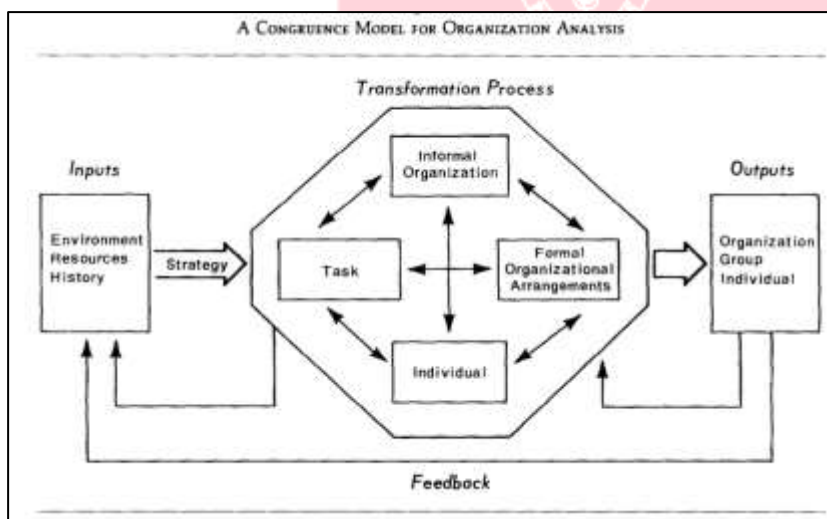 A CONGRUENCE MODEL FOR ORGANIZATION ANALYSIS
Transformation Process
Inputs
Environment
Resources
History
Strategy
Informal
Organization
Task
Formal
Organizational
Arrangements
Individual
Outputs
Organization
Group
Individual
Feedback